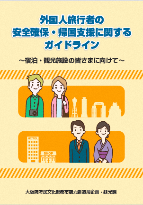 外国人旅行者の
安全確保・帰国支援に関する
ガイドライン
～宿泊・観光施設の皆さまに向けて～